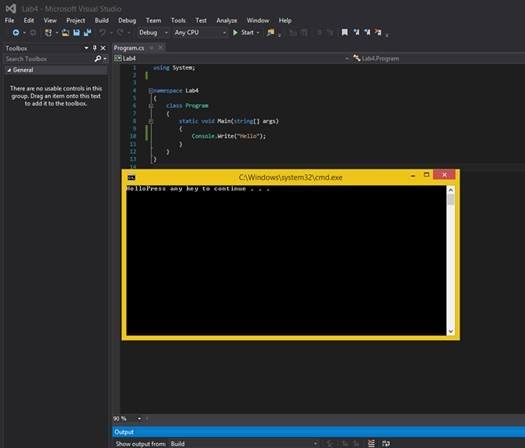 Lab4 - Microsoft Visual Studio
File Edit View Project Build Debug Team Tools Test Analyze Window Help
Debug Any CPU Start
Toolbox
Search Toolbox
General
There are no usable controls in this
group. Drag an item onto this text
to add it to the toolbox.
Program.cs
Lab4 Lab4.Program
1 using System;
2
3
4 namespace Lab4
5 {
6 class Program
7 {
8 static void Main(string[] args)
9 {
10 Console.Write("Hello");
11 }
12 }
13 }
14
C:\Windows\system32\cmd.exe
HelloPress any key to continue . . .
90 %
Output
Show output from: Build